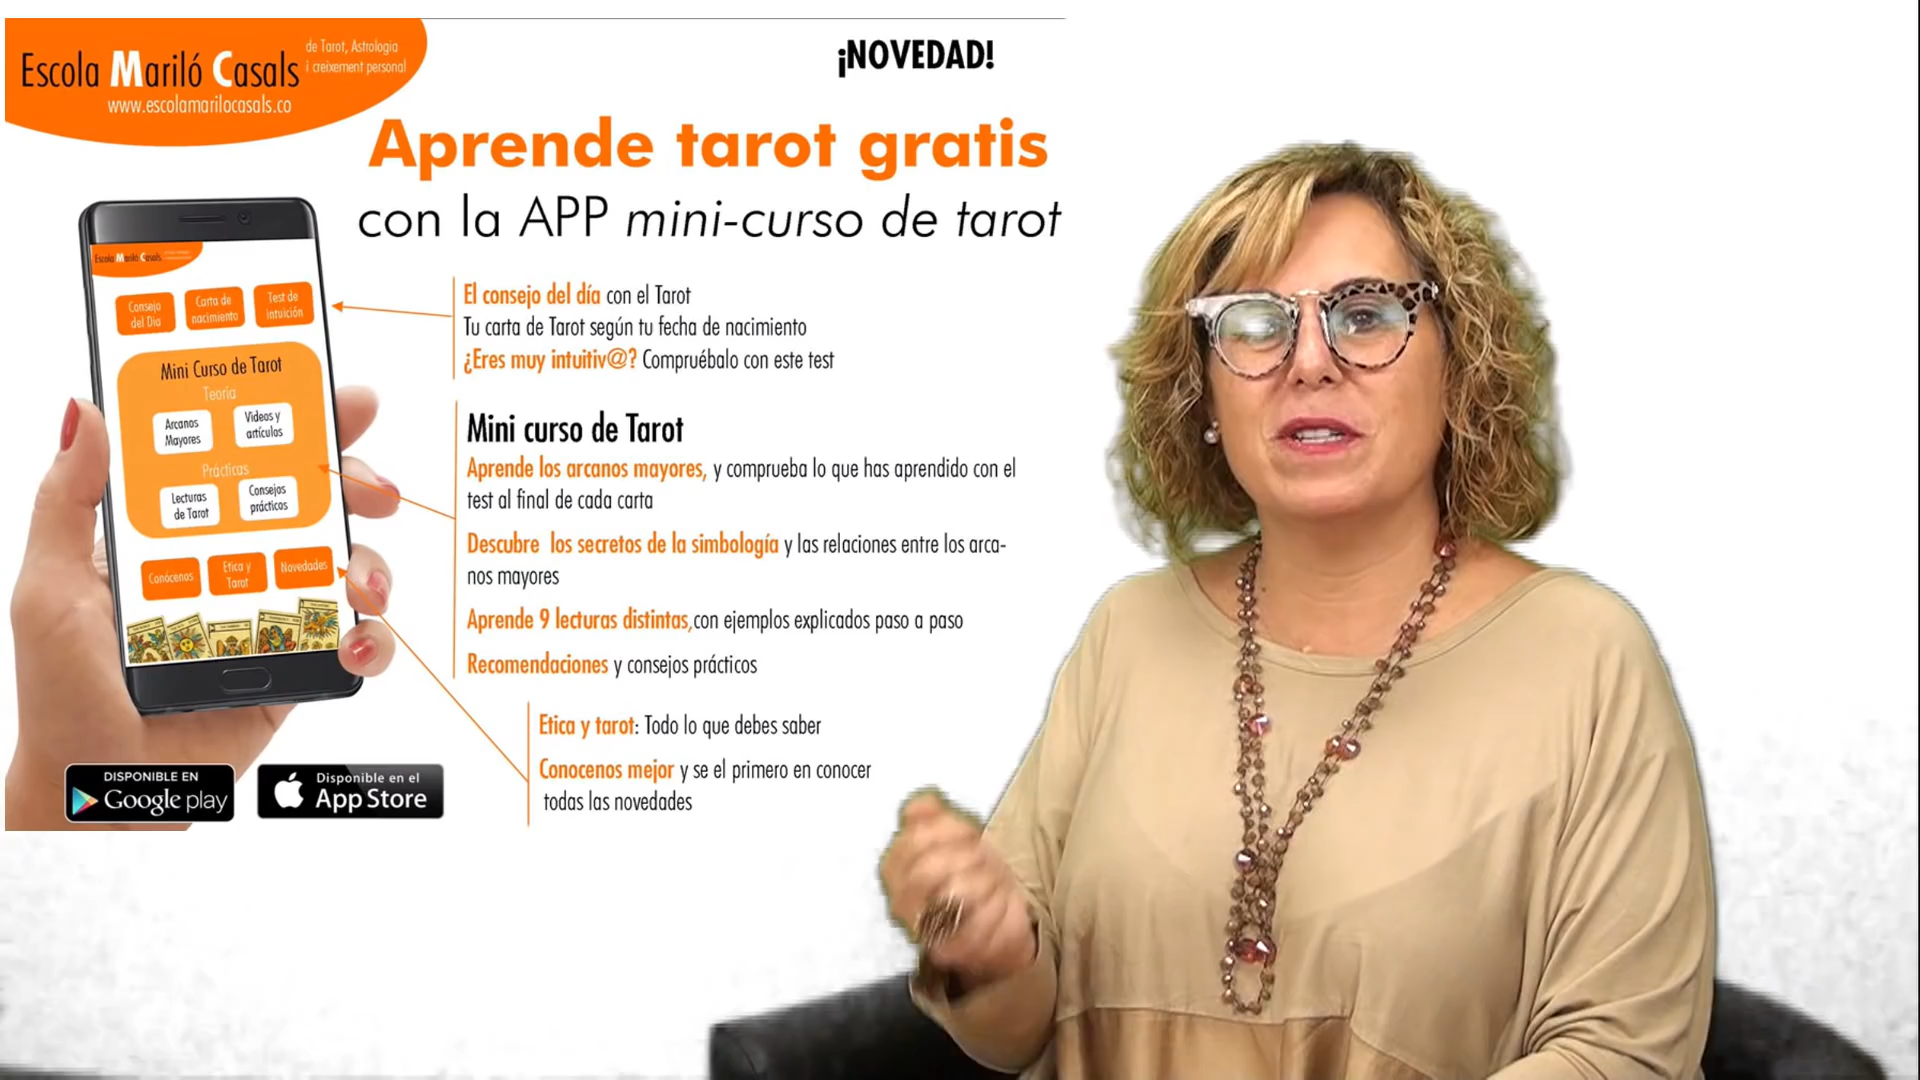 Escola Mariló Casals
de Tarot, Astrologia
i creixement personal
www.escolamarilocasals.co
¡NOVEDAD!
Aprende tarot gratis
con la APP mini-curso de tarot
Escola Mariló Casals
Consejo
del Día
Carta de
nacimiento
Test de
intuición
Mini Curso de Tarot
Teoría
Arcanos
Mayores
Videos y
artículos
Prácticas
Lecturas
de Tarot
Consejos
prácticos
Conócenos
Etica y
Tarot
Novedades
El consejo del día con el Tarot
Tu carta de Tarot según tu fecha de nacimiento
¿Eres muy intuitiv@? Compruébalo con este test
Mini curso de Tarot
Aprende los arcanos mayores, y comprueba lo que has aprendido con el
test al final de cada carta
Descubre los secretos de la simbología y las relaciones entre los arca-
nos mayores
Aprende 9 lecturas distintas,con ejemplos explicados paso a paso
Recomendaciones y consejos prácticos
Etica y tarot: Todo lo que debes saber
Conocenos mejor y se el primero en conocer
todas las novedades
DISPONIBLE EN
Google play
Disponible en el
App Store